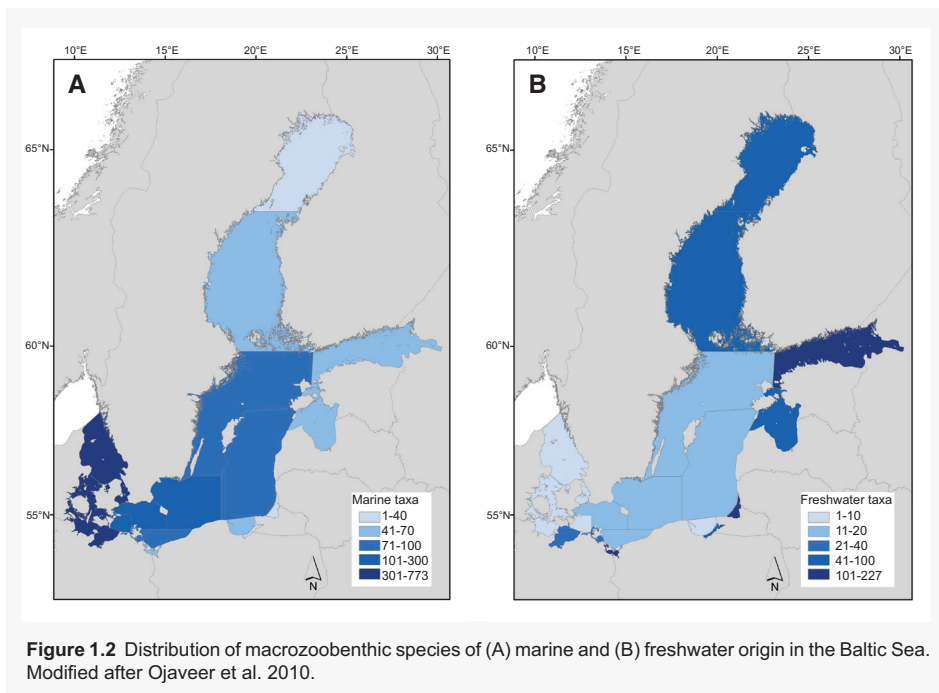 10°E 15°E 20°E 25°E 30°E
A
65°N
60°N
55°N
Marine taxa
1-40
41-70
71-100
101-300
301-773
N
10°E 15°E 20°E 25°E 30°E
B
65°N
60°N
55°N
Freshwater taxa
1-10
11-20
21-40
41-100
101-227
N
Figure 1.2 Distribution of macrozoobenthic species of (A) marine and (B) freshwater origin in the Baltic Sea.
Modified after Ojaveer et al. 2010.